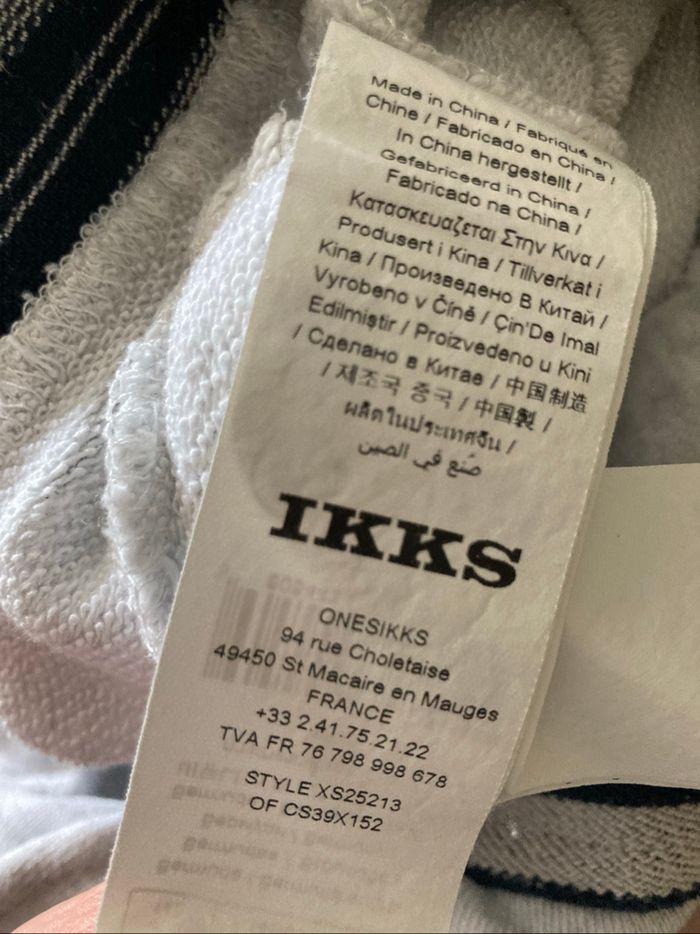 Made in China / Fabriqué en
Chine / Fabricado en China /
In China hergestellt /
Gefabriceerd in China /
Fabricado na China /
Κατασκευαζεται Στην Κινα /
Produsert i Kina / Tillverkat i
Kina / Произведено В Китай /
Vyrobeno v Číně / Çin'De Imal
Edilmiştir / Proizvedeno u Kini
/ Сделано в Китае / 中国制造
/ 제조국 중국 / 中国製 /
ผลิตในประเทศจีน /
صُنع في الصين
IKKS
ONESIKKS
94 rue Choletaise
49450 St Macaire en Mauges
FRANCE
+33 2.41.75.21.22
TVA FR 76 798 998 678
STYLE XS25213
OF CS39X152